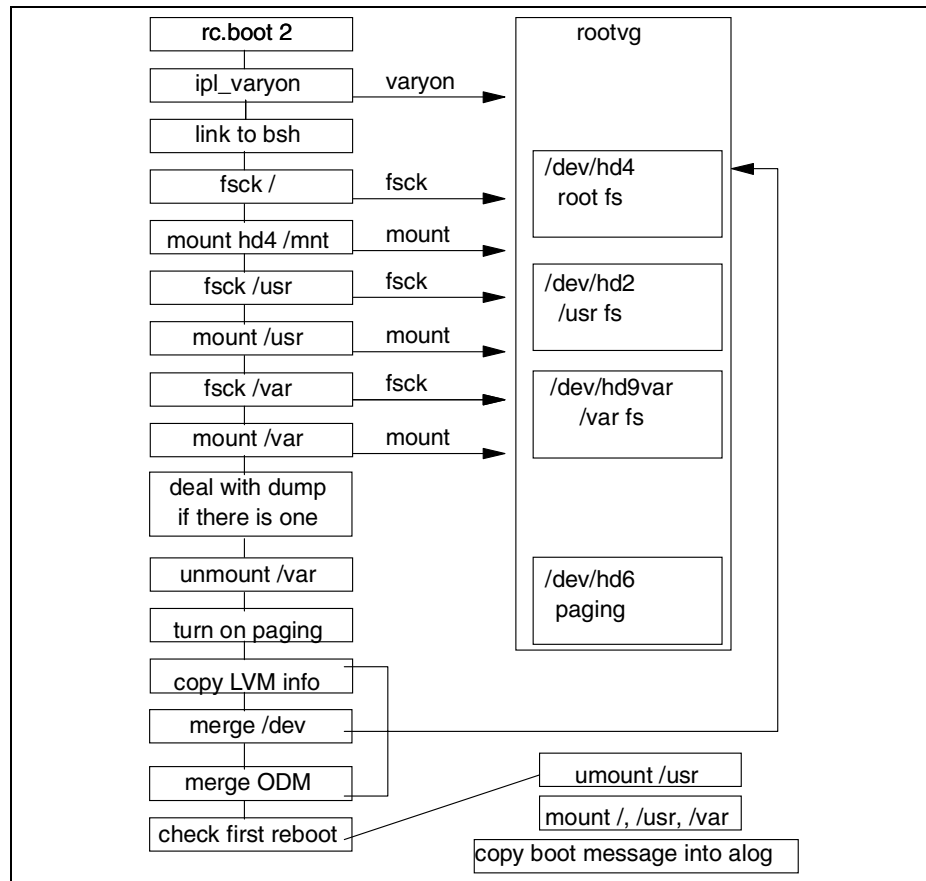 rc.boot 2
rootvg
ipl_varyon
varyon
link to bsh
fsck /
fsck
/dev/hd4
root fs
mount hd4 /mnt
mount
fsck /usr
fsck
/dev/hd2
/usr fs
mount /usr
mount
fsck /var
fsck
/dev/hd9var
/var fs
mount /var
mount
deal with dump
if there is one
unmount /var
/dev/hd6
paging
turn on paging
copy LVM info
merge /dev
merge ODM
check first reboot
umount /usr
mount /, /usr, /var
copy boot message into alog